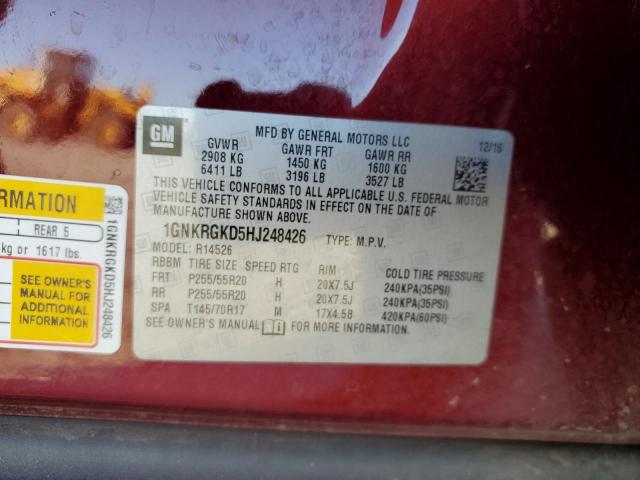 GM
MFD BY GENERAL MOTORS LLC
12/16
GVWR GAWR FRT GAWR RR
2908 KG 1450 KG 1600 KG
6411 LB 3196 LB 3527 LB
THIS VEHICLE CONFORMS TO ALL APPLICABLE U.S. FEDERAL MOTOR
VEHICLE SAFETY STANDARDS IN EFFECT ON THE DATE OF
MANUFACTURE SHOWN ABOVE.
1GNKRGKD5HJ248426 TYPE: M.P.V.
MODEL: R14526
RBBM TIRE SIZE SPEED RTG RIM COLD TIRE PRESSURE
FRT P255/55R20 H 20X7.5J 240KPA(35PSI)
RR P255/55R20 H 20X7.5J 240KPA(35PSI)
SPA T145/70R17 M 17X4.5B 420KPA(60PSI)
SEE OWNER'S MANUAL FOR MORE INFORMATION.
FORMATION
REAR 5
kg or 1617 lbs.
SEE OWNER'S
MANUAL FOR
ADDITIONAL
INFORMATION
1GNKRGKD5HJ248426